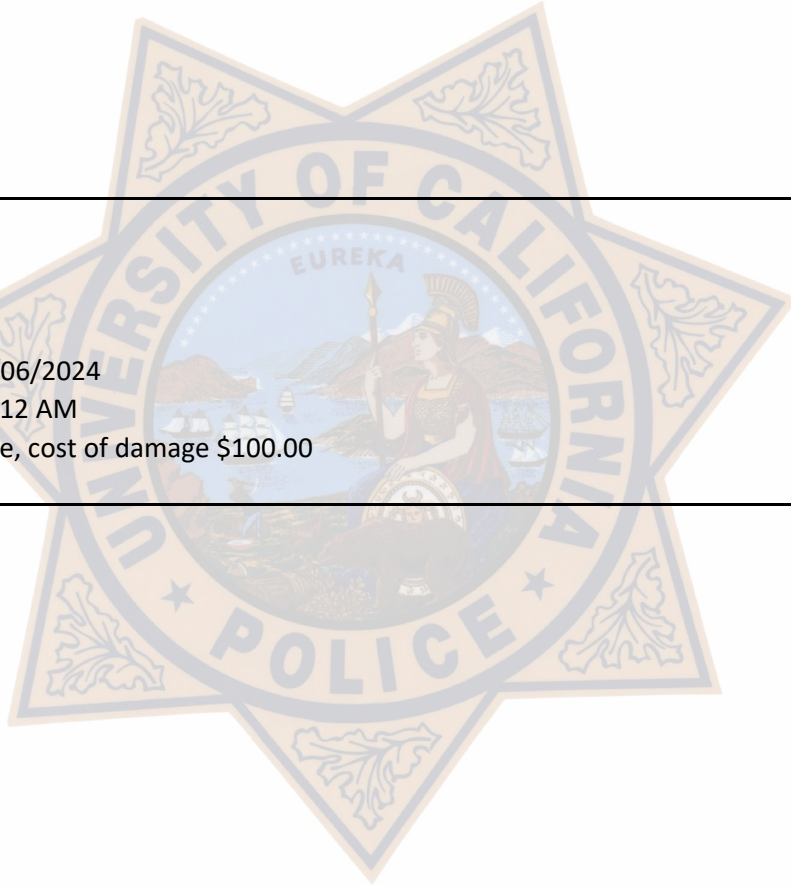 UNIVERSITY OF CALIFORNIA
EUREKA
06/2024
12 AM
e, cost of damage $100.00
POLICE